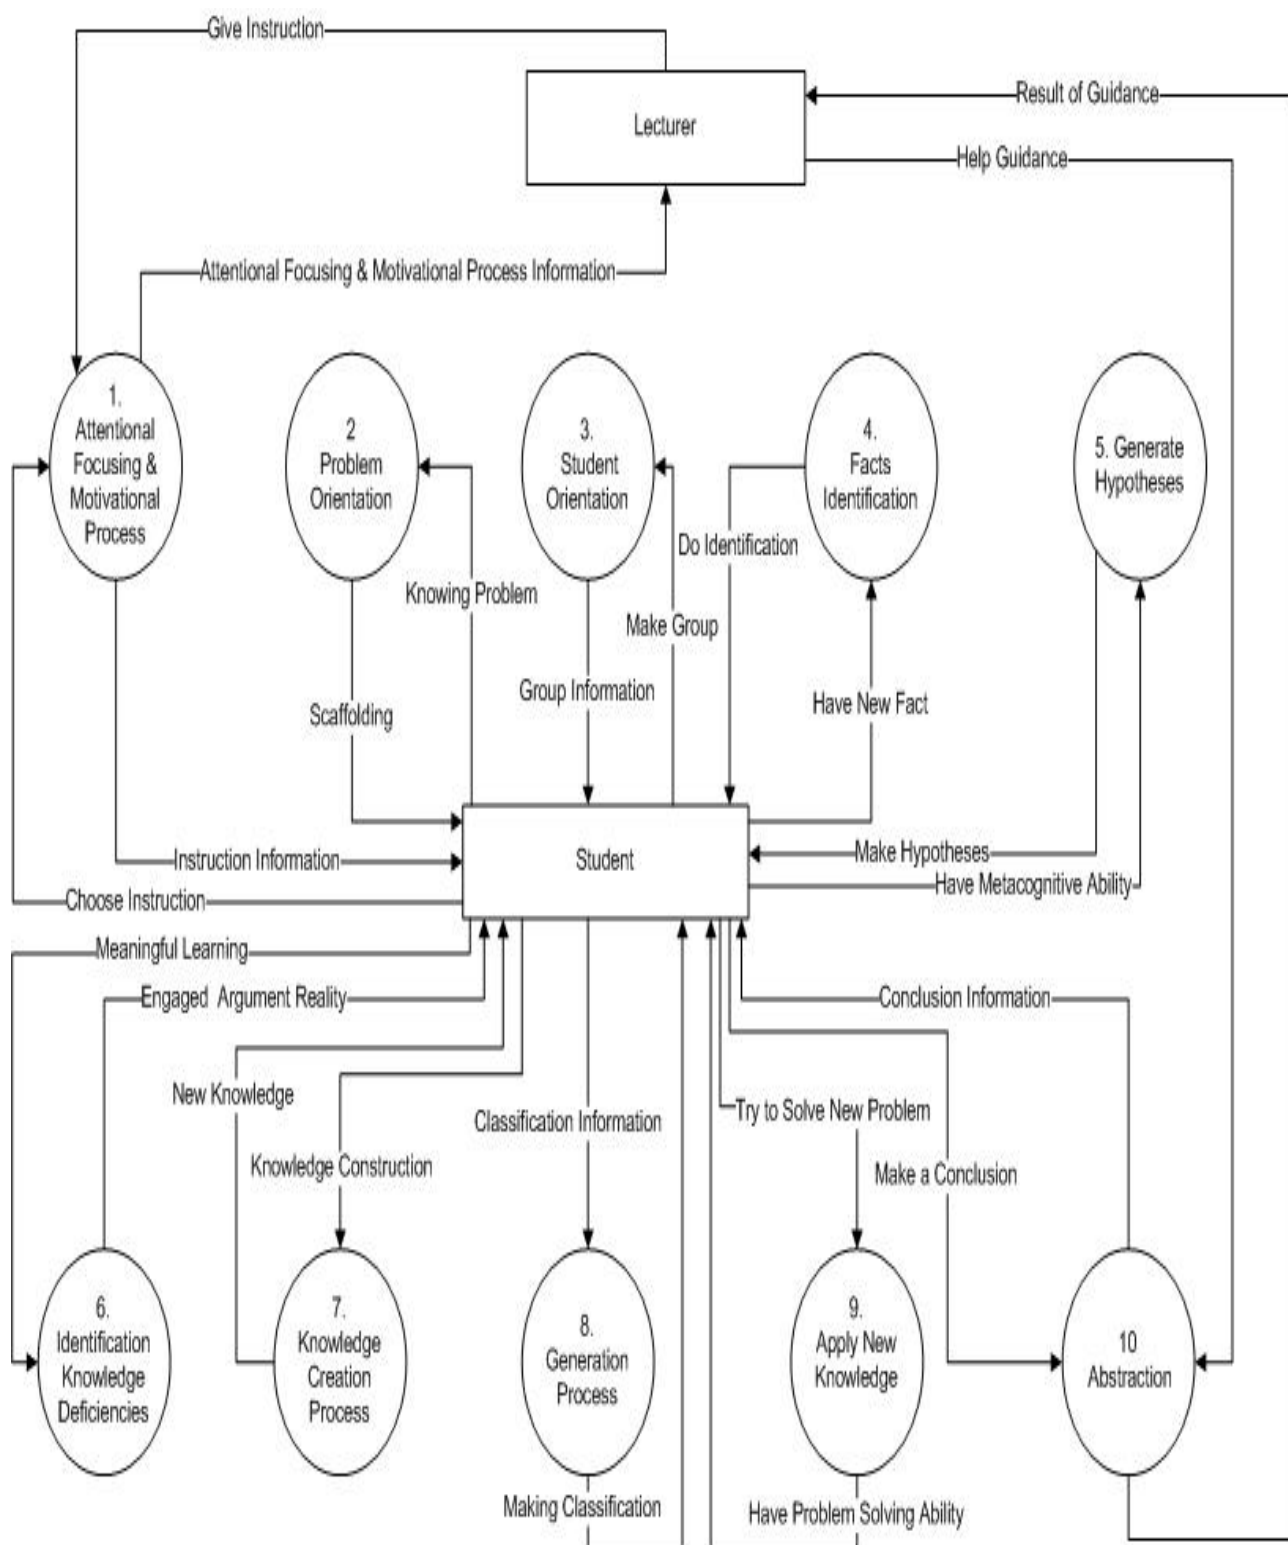 Give Instruction
Lecturer
Result of Guidance
Help Guidance
Attentional Focusing & Motivational Process Information
1.
Attentional
Focusing &
Motivational
Process
2
Problem
Orientation
3.
Student
Orientation
4.
Facts
Identification
5. Generate
Hypotheses
Do Identification
Knowing Problem
Make Group
Group Information
Scaffolding
Have New Fact
Instruction Information
Student
Make Hypotheses
Have Metacognitive Ability
Choose Instruction
Meaningful Learning
Engaged Argument Reality
Conclusion Information
New Knowledge
Classification Information
Try to Solve New Problem
Knowledge Construction
Make a Conclusion
6.
Identification
Knowledge
Deficiencies
7.
Knowledge
Creation
Process
8.
Generation
Process
9.
Apply New
Knowledge
10
Abstraction
Making Classification
Have Problem Solving Ability